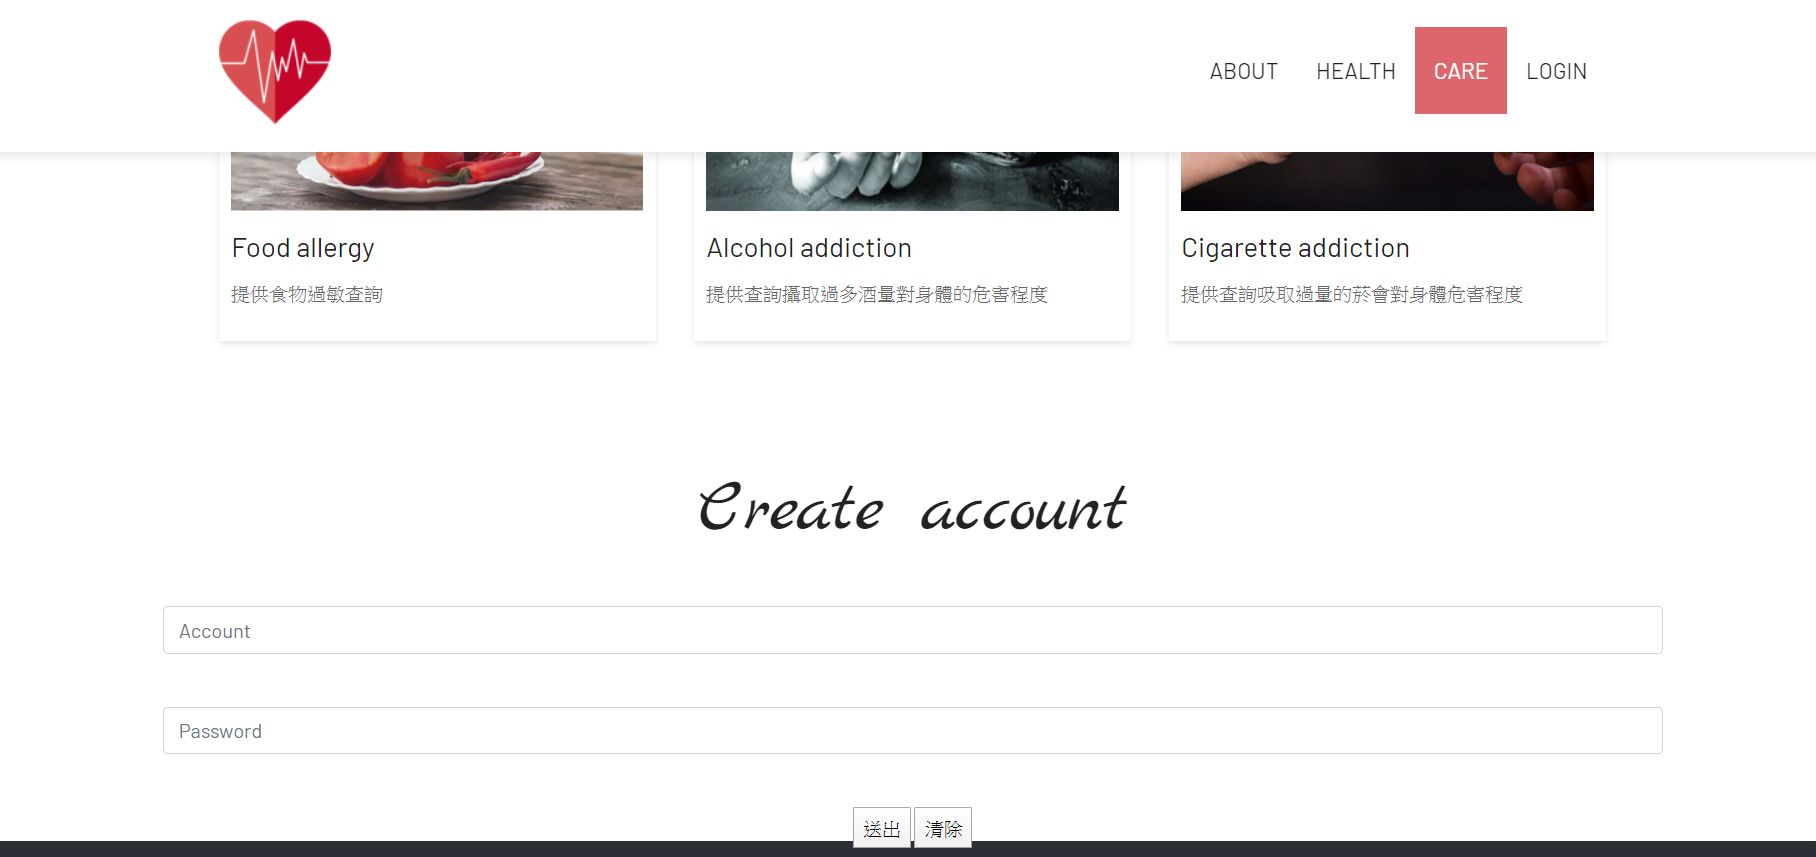 ABOUT HEALTH CARE LOGIN
Food allergy
提供食物過敏查詢
Alcohol addiction
提供查詢攝取過多酒量對身體的危害程度
Cigarette addiction
提供查詢吸取過量的菸會對身體危害程度
Create account
Account
Password
送出 清除